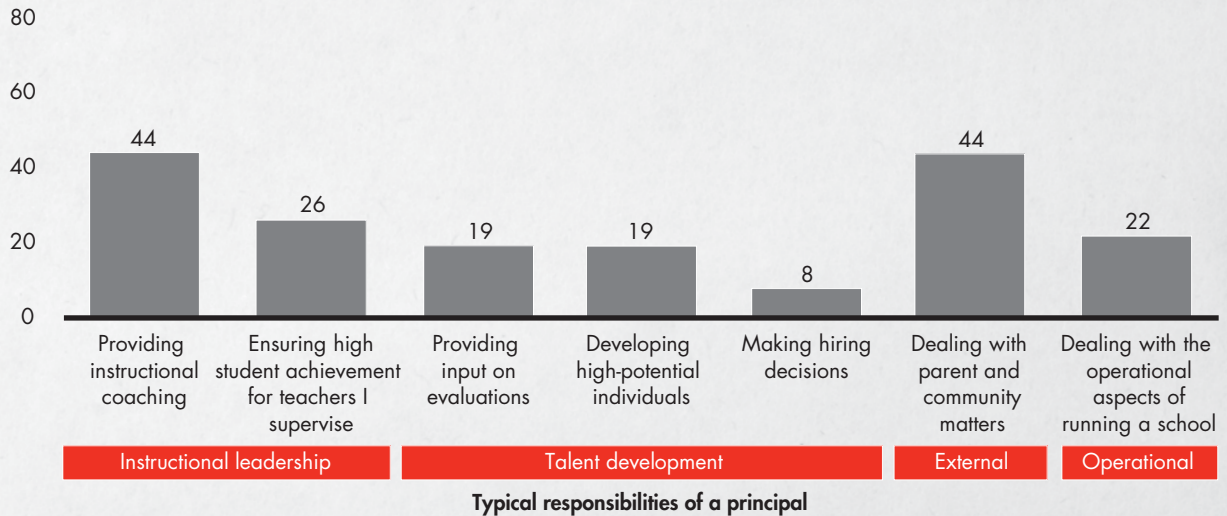 80
60
40
20
0
44
26
19
19
8
44
22
Providing
instructional
coaching
Ensuring high
student achievement
for teachers I
supervise
Providing
input on
evaluations
Developing
high-potential
individuals
Making hiring
decisions
Dealing with
parent and
community
matters
Dealing with the
operational
aspects of
running a school
Instructional leadership
Talent development
External
Operational
Typical responsibilities of a principal